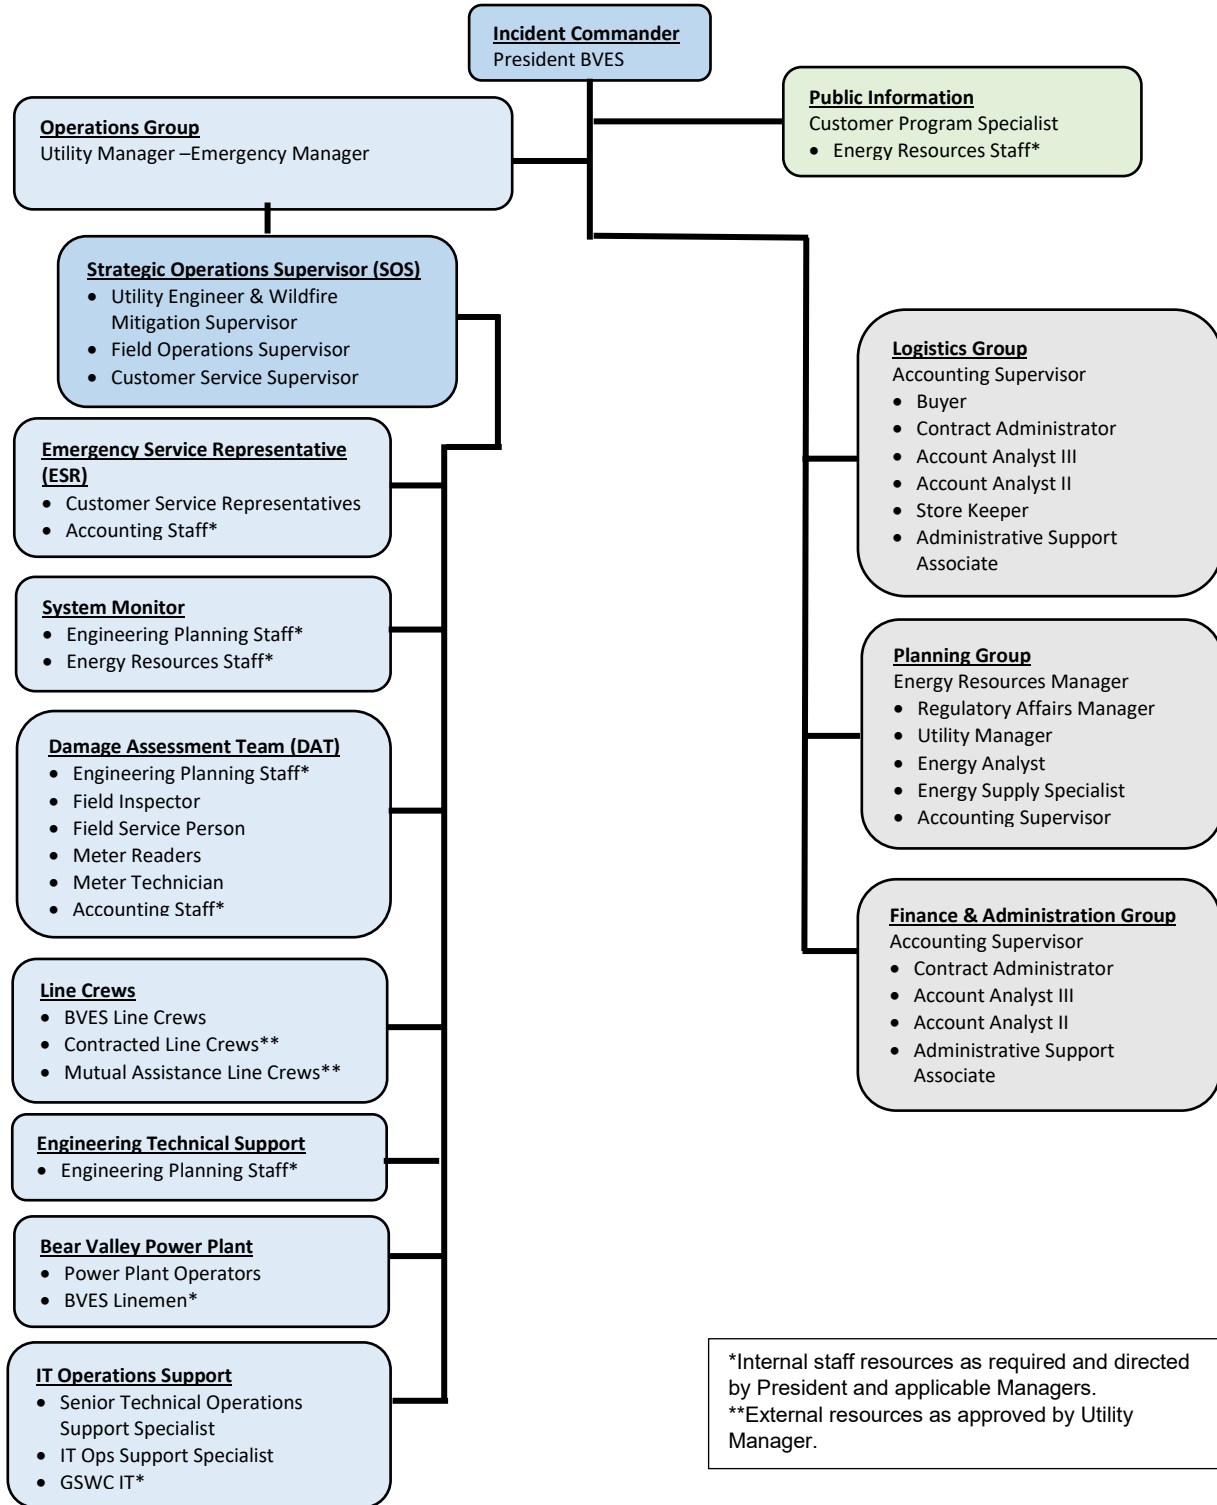 Incident Commander
President BVES
Public Information
Customer Program Specialist
• Energy Resources Staff*
Operations Group
Utility Manager –Emergency Manager
Strategic Operations Supervisor (SOS)
• Utility Engineer & Wildfire
Mitigation Supervisor
• Field Operations Supervisor
• Customer Service Supervisor
Emergency Service Representative
(ESR)
• Customer Service Representatives
• Accounting Staff*
System Monitor
• Engineering Planning Staff*
• Energy Resources Staff*
Damage Assessment Team (DAT)
• Engineering Planning Staff*
• Field Inspector
• Field Service Person
• Meter Readers
• Meter Technician
• Accounting Staff*
Line Crews
• BVES Line Crews
• Contracted Line Crews**
• Mutual Assistance Line Crews**
Engineering Technical Support
• Engineering Planning Staff*
Bear Valley Power Plant
• Power Plant Operators
• BVES Linemen*
IT Operations Support
• Senior Technical Operations
Support Specialist
• IT Ops Support Specialist
• GSWC IT*
Logistics Group
Accounting Supervisor
• Buyer
• Contract Administrator
• Account Analyst III
• Account Analyst II
• Store Keeper
• Administrative Support
Associate
Planning Group
Energy Resources Manager
• Regulatory Affairs Manager
• Utility Manager
• Energy Analyst
• Energy Supply Specialist
• Accounting Supervisor
Finance & Administration Group
Accounting Supervisor
• Contract Administrator
• Account Analyst III
• Account Analyst II
• Administrative Support
Associate
*Internal staff resources as required and directed
by President and applicable Managers.
**External resources as approved by Utility
Manager.